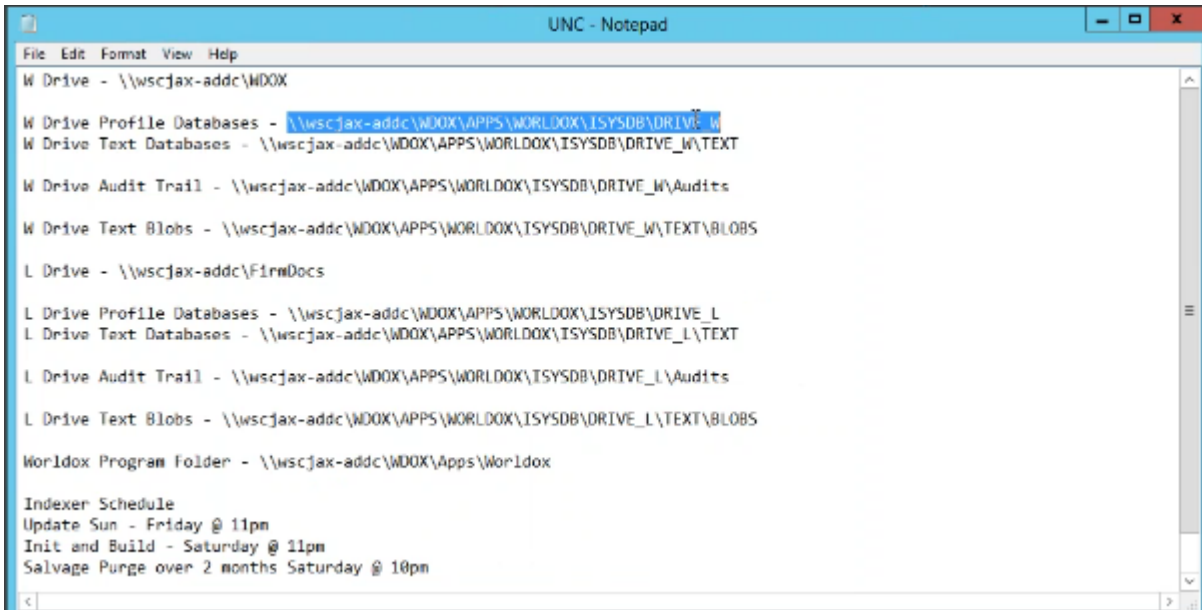 UNC - Notepad
File Edit Format View Help
W Drive - \\wscjax-addc\WDOX
W Drive Profile Databases - \\wscjax-addc\WDOX\APPS\WORLDOX\ISYSDB\DRIVE_W
W Drive Text Databases - \\wscjax-addc\WDOX\APPS\WORLDOX\ISYSDB\DRIVE_W\TEXT
W Drive Audit Trail - \\wscjax-addc\WDOX\APPS\WORLDOX\ISYSDB\DRIVE_W\Audits
W Drive Text Blobs - \\wscjax-addc\WDOX\APPS\WORLDOX\ISYSDB\DRIVE_W\TEXT\BLOBS
L Drive - \\wscjax-addc\FirmDocs
L Drive Profile Databases - \\wscjax-addc\WDOX\APPS\WORLDOX\ISYSDB\DRIVE_L
L Drive Text Databases - \\wscjax-addc\WDOX\APPS\WORLDOX\ISYSDB\DRIVE_L\TEXT
L Drive Audit Trail - \\wscjax-addc\WDOX\APPS\WORLDOX\ISYSDB\DRIVE_L\Audits
L Drive Text Blobs - \\wscjax-addc\WDOX\APPS\WORLDOX\ISYSDB\DRIVE_L\TEXT\BLOBS
Worldox Program Folder - \\wscjax-addc\WDOX\Apps\Worldox
Indexer Schedule
Update Sun - Friday @ 11pm
Init and Build - Saturday @ 11pm
Salvage Purge over 2 months Saturday @ 10pm